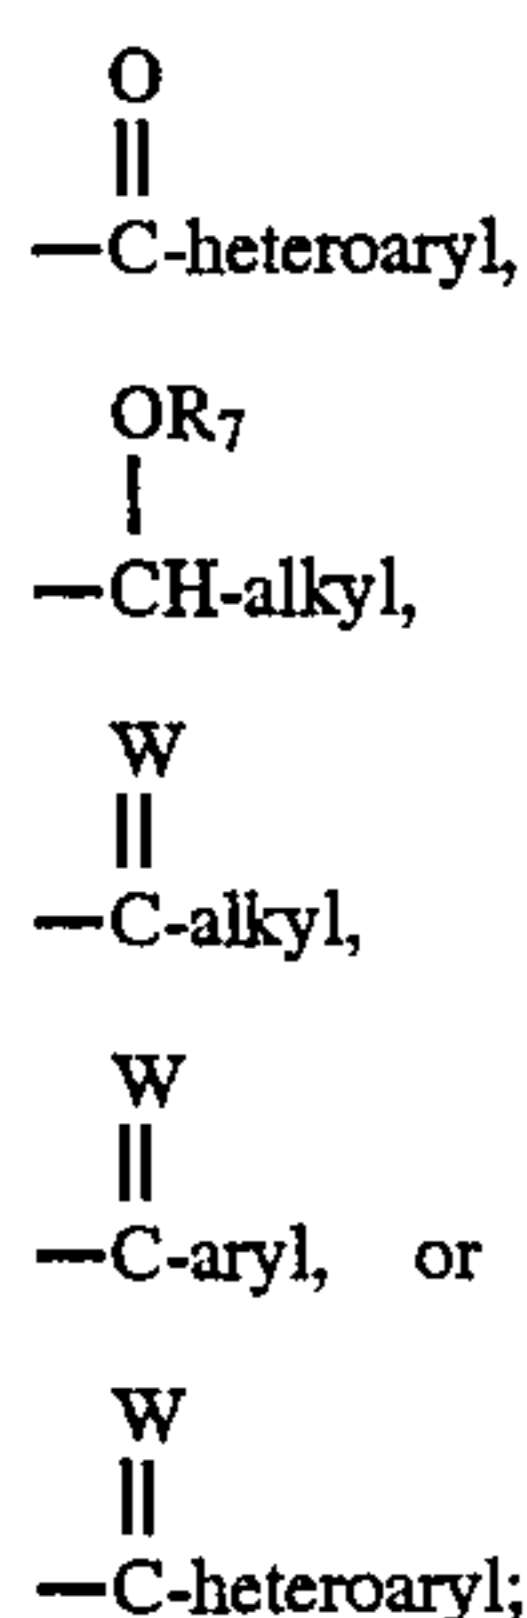 O
||
—C-heteroaryl,
OR₇
|
—CH-alkyl,
W
||
—C-alkyl,
W
||
—C-aryl, or
W
||
—C-heteroaryl;